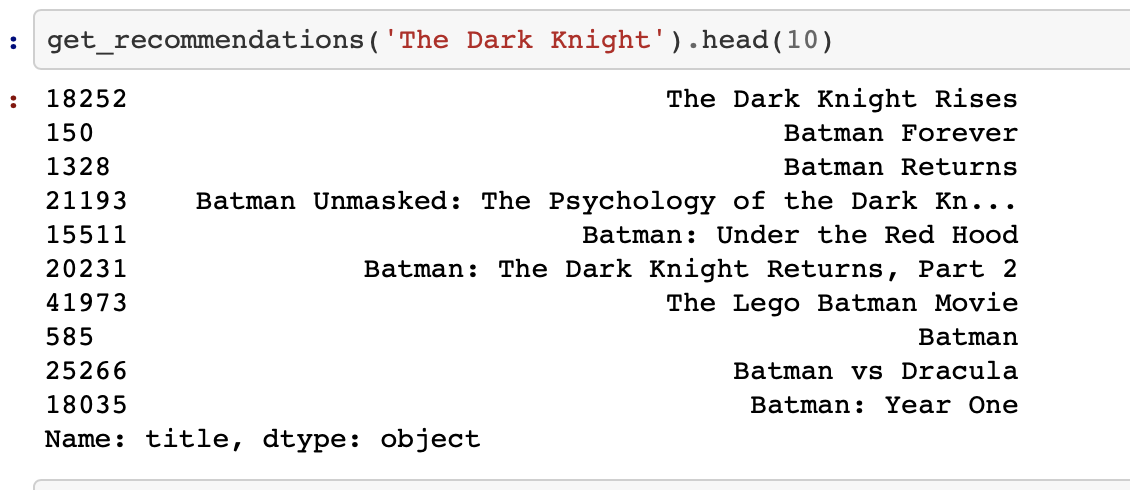 : get_recommendations('The Dark Knight').head(10)
: 18252 The Dark Knight Rises
150 Batman Forever
1328 Batman Returns
21193 Batman Unmasked: The Psychology of the Dark Kn...
15511 Batman: Under the Red Hood
20231 Batman: The Dark Knight Returns, Part 2
41973 The Lego Batman Movie
585 Batman
25266 Batman vs Dracula
18035 Batman: Year One
Name: title, dtype: object